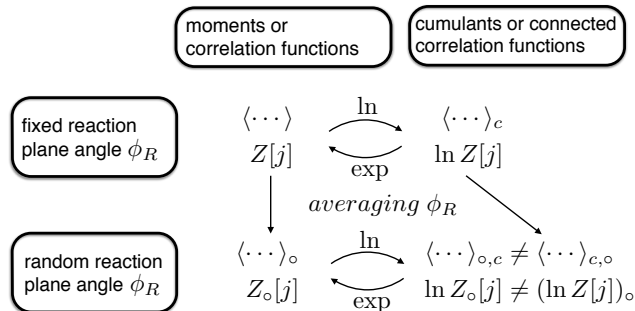 moments or
correlation functions
cumulants or connected
correlation functions
fixed reaction
plane angle ϕ_R
⟨···⟩
ln
⟨···⟩_c
Z[j]
exp
ln Z[j]
averaging ϕ_R
random reaction
plane angle ϕ_R
⟨···⟩_∘
ln
⟨···⟩_{∘,c} ≠ ⟨···⟩_{c,∘}
Z_∘[j]
exp
ln Z_∘[j] ≠ (ln Z[j])_∘